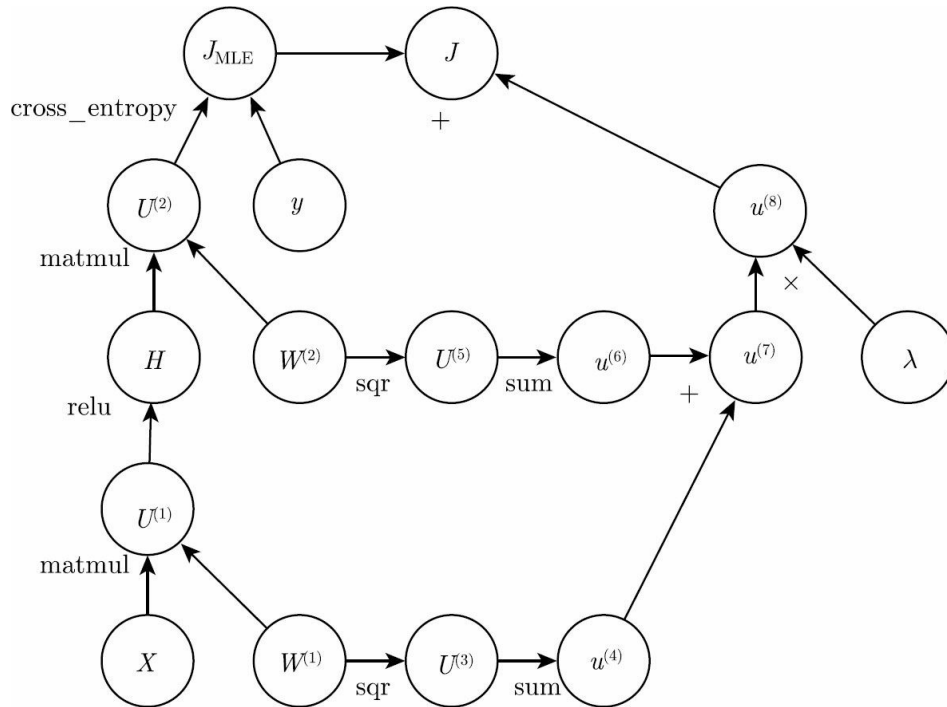 J_MLE J
cross_entropy
+
U^(2) y u^(8)
matmul
×
H W^(2) U^(5) u^(6) u^(7) λ
sqr sum +
relu
U^(1)
matmul
X W^(1) U^(3) u^(4)
sqr sum